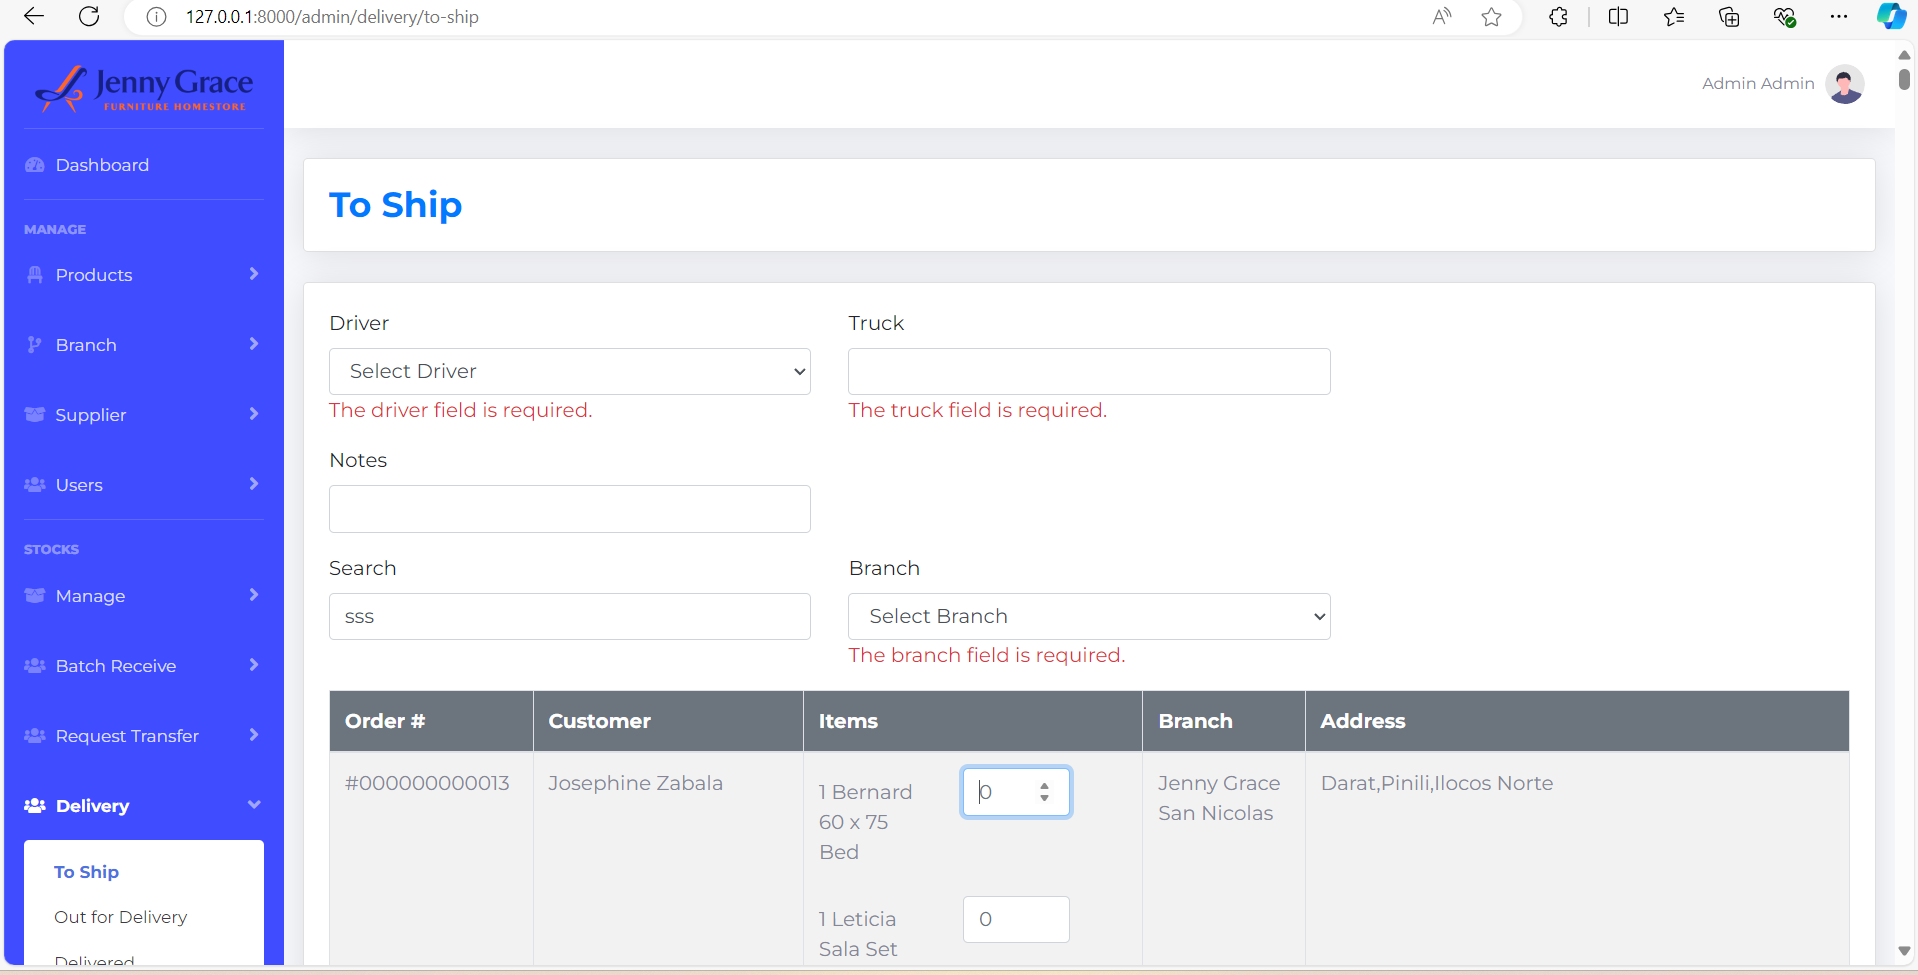 127.0.0.1:8000/admin/delivery/to-ship
Jenny Grace
FURNITURE HOMESTORE
Admin Admin
Dashboard
MANAGE
Products
Branch
Supplier
Users
STOCKS
Manage
Batch Receive
Request Transfer
Delivery
To Ship
Out for Delivery
Delivered
To Ship
Driver
Truck
Select Driver
The driver field is required.
The truck field is required.
Notes
Search
Branch
sss
Select Branch
The branch field is required.
Order # Customer Items Branch Address
#000000000013 Josephine Zabala
1 Bernard
60 x 75
Bed
0
Jenny Grace
San Nicolas
Darat,Pinili,Ilocos Norte
1 Leticia
Sala Set
0